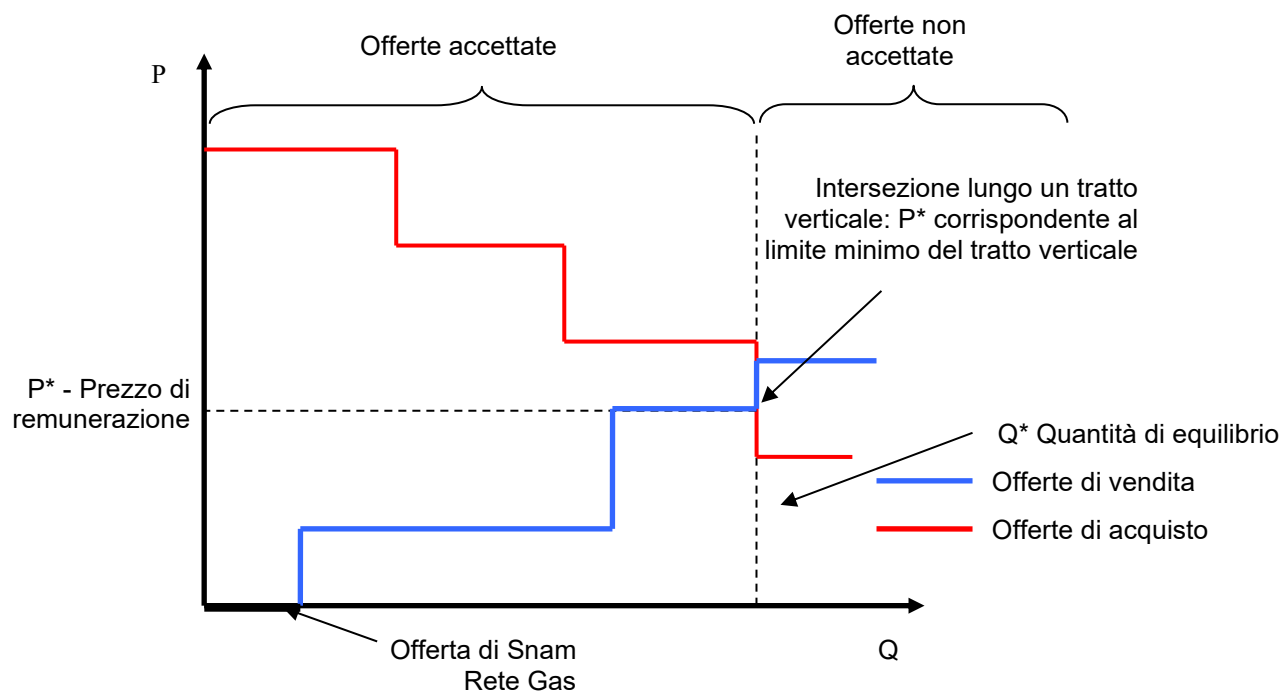 Offerte accettate
Offerte non
accettate
P
Intersezione lungo un tratto
verticale: P* corrispondente al
limite minimo del tratto verticale
P* - Prezzo di
remunerazione
Q* Quantità di equilibrio
Offerte di vendita
Offerte di acquisto
Offerta di Snam
Rete Gas
Q